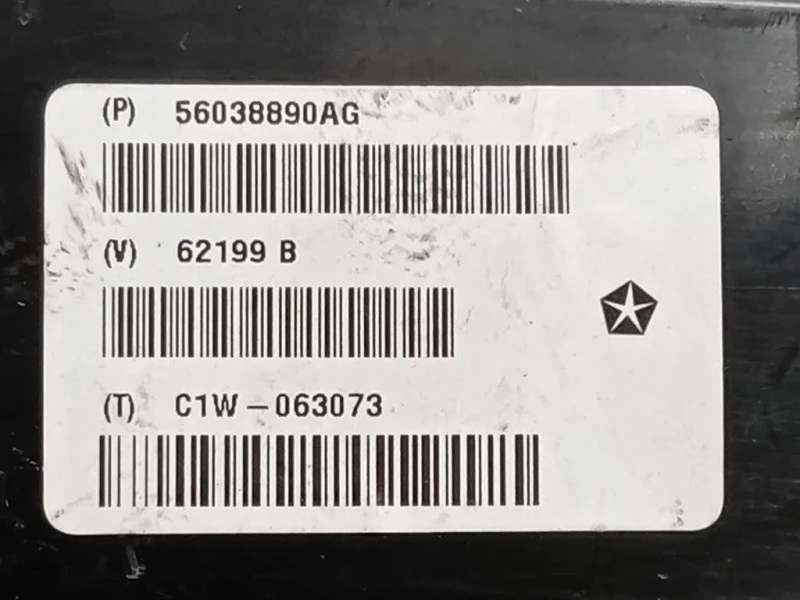 (P) 56038890AG
(V) 62199 B
(T) C1W-063073